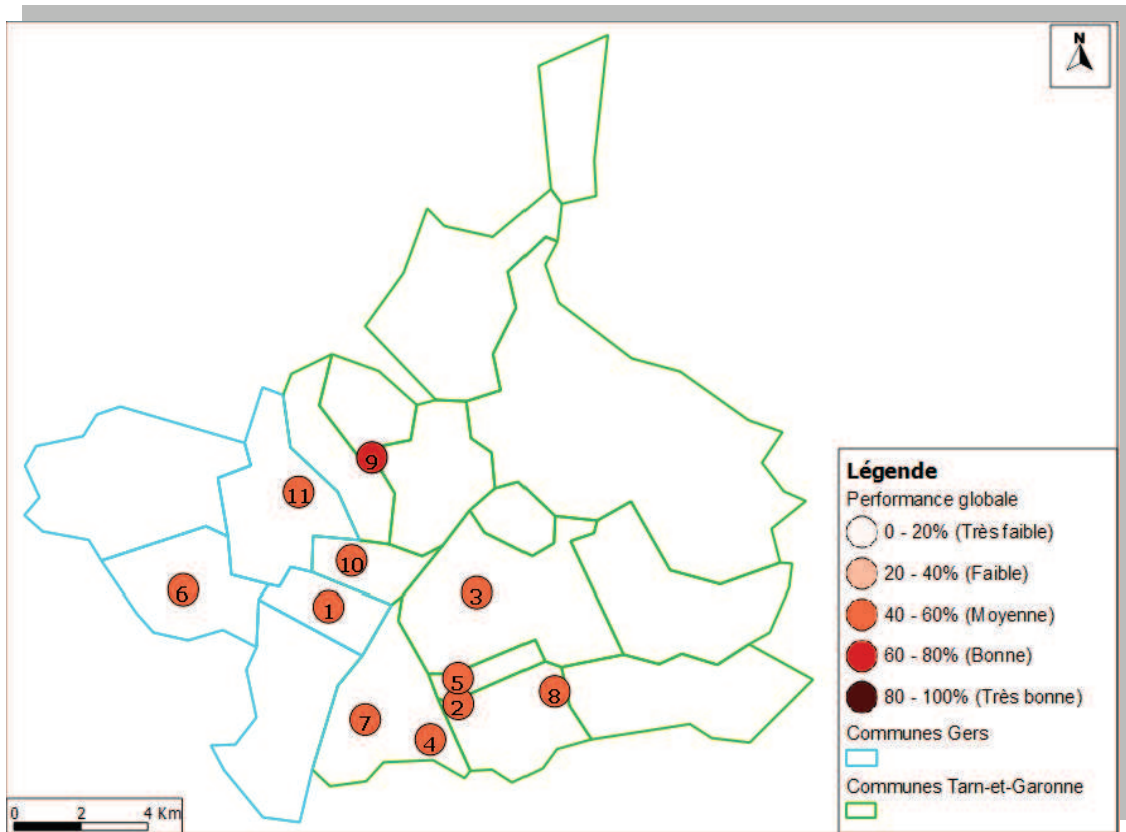 N
9
11
10
6
1
3
5
2
8
7
4
Légende
Performance globale
0 - 20% (Très faible)
20 - 40% (Faible)
40 - 60% (Moyenne)
60 - 80% (Bonne)
80 - 100% (Très bonne)
Communes Gers
Communes Tarn-et-Garonne
0 2 4 Km